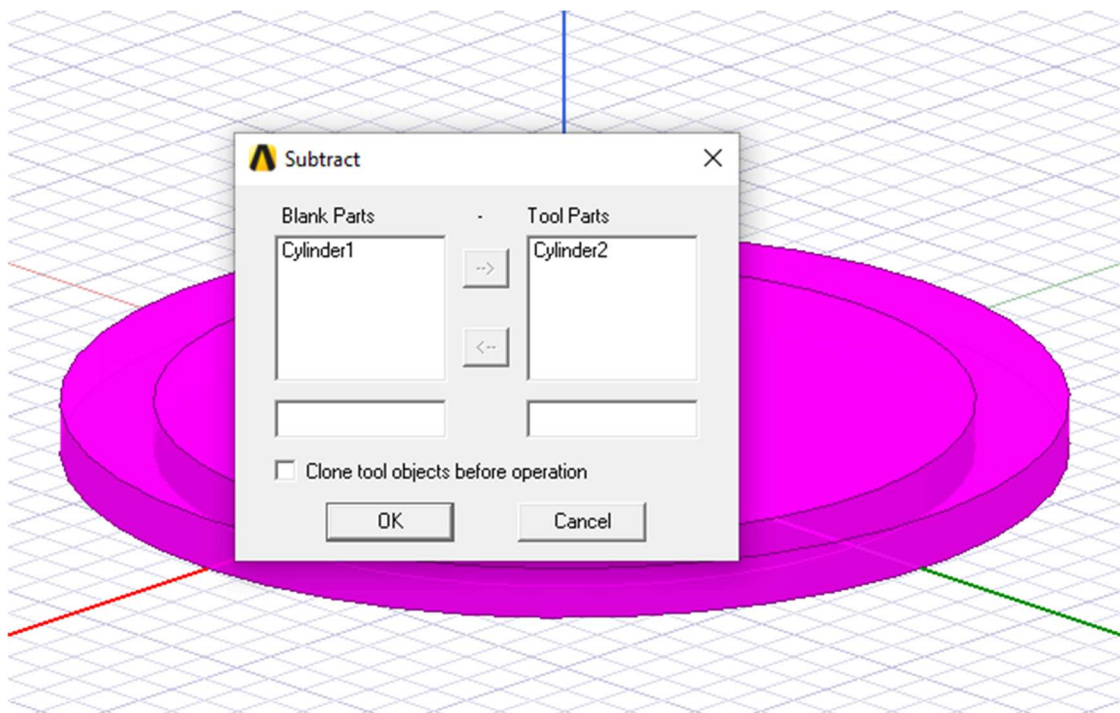 Subtract
Blank Parts - Tool Parts
Cylinder1 Cylinder2
-->
<--
Clone tool objects before operation
OK Cancel